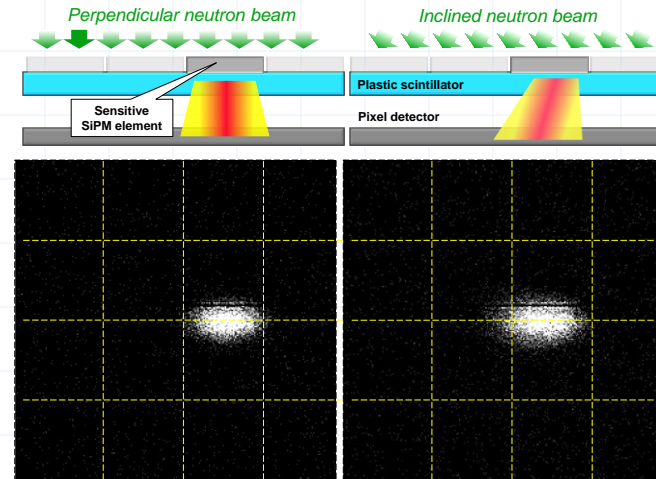 Perpendicular neutron beam
Inclined neutron beam
Plastic scintillator
Sensitive
SiPM element
Pixel detector